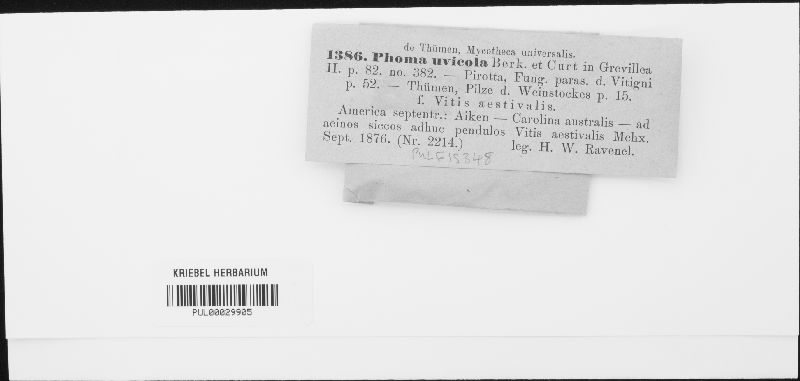 de Thümen, Mycotheca universalis.
1386. Phoma uvicola Berk. et Curt in Grevillea
II. p. 82. no. 382. — Pirotta, Fung. paras. d. Vitigni
p. 52. — Thümen, Pilze d. Weinstockes p. 15.
f. Vitis aestivalis.
America septentr.: Aiken — Carolina australis — ad
acinos siccos adhuc pendulos Vitis aestivalis Mchx.
Sept. 1876. (Nr. 2214.) leg. H. W. Ravenel.
PULF18348
KRIEBEL HERBARIUM
PUL00029905